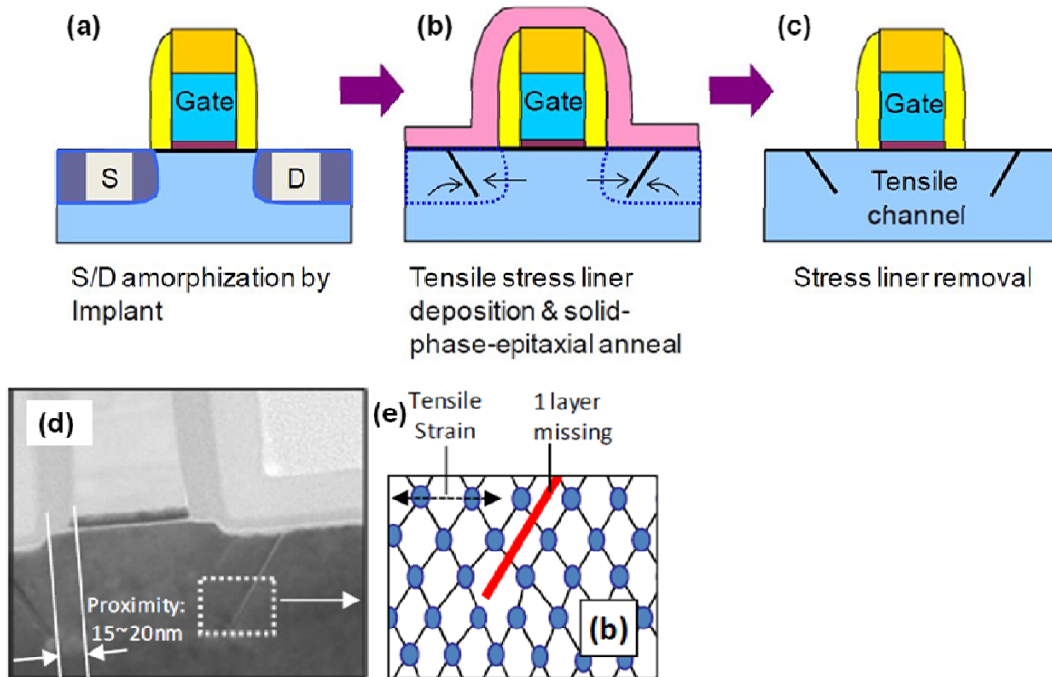 (a)
Gate
S
D
S/D amorphization by
Implant
(b)
Gate
Tensile stress liner
deposition & solid-
phase-epitaxial anneal
(c)
Gate
Tensile
channel
Stress liner removal
(d)
Proximity:
15~20nm
(e)
Tensile
Strain
1 layer
missing
(b)